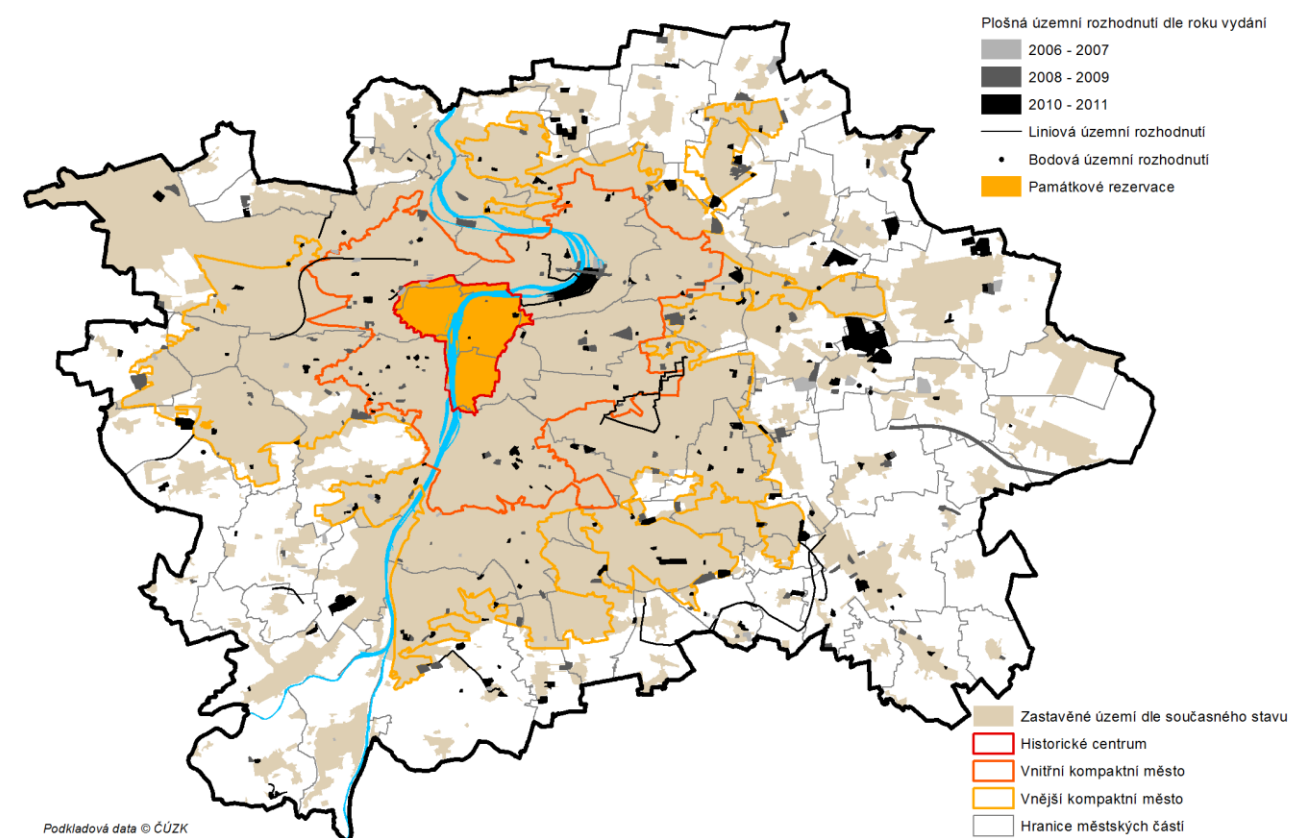 Plošná územní rozhodnutí dle roku vydání
2006 - 2007
2008 - 2009
2010 - 2011
Liniová územní rozhodnutí
Bodová územní rozhodnutí
Památkové rezervace
Zastavěné území dle současného stavu
Historické centrum
Vnitřní kompaktní město
Vnější kompaktní město
Hranice městských částí
Podkladová data © ČÚZK